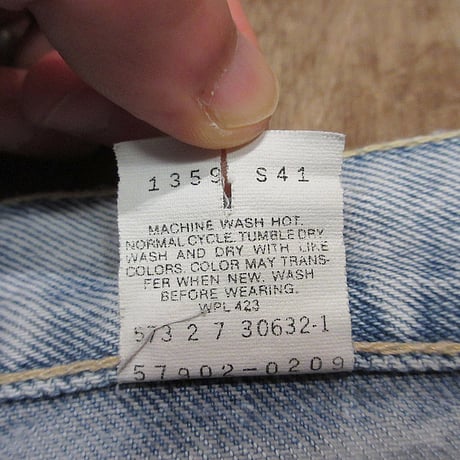 1359 S41
MACHINE WASH HOT.
NORMAL CYCLE. TUMBLE DRY
WASH AND DRY WITH LIKE
COLORS. COLOR MAY TRANS-
FER WHEN NEW. WASH
BEFORE WEARING.
WPL 423
573 2 7 30632-1
57902-0209